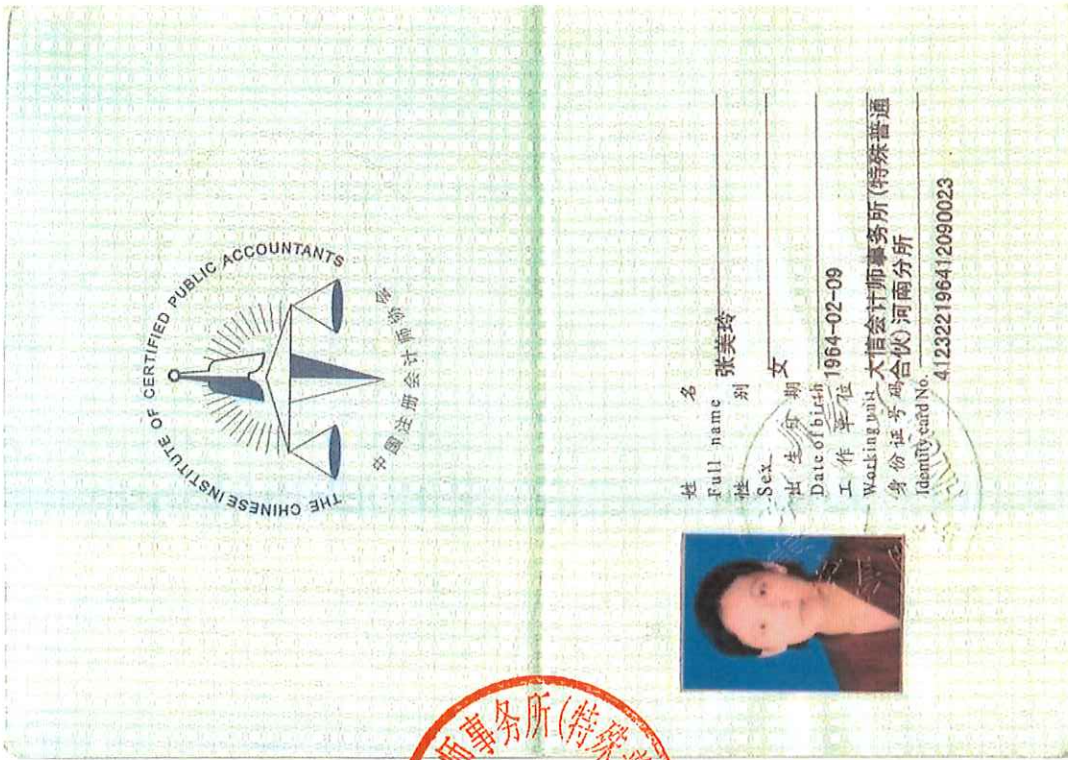 THE CHINESE INSTITUTE OF CERTIFIED PUBLIC ACCOUNTANTS
中国注册会计师协会
姓 名 张美玲
Full name
性 别 女
Sex
出生日期 1964-02-09
Date of birth
工作单位 大信会计师事务所(特殊普通
Working unit 合伙)河南分所
身份证号码 412322196412090023
Identity card No.
师事务所(特殊普